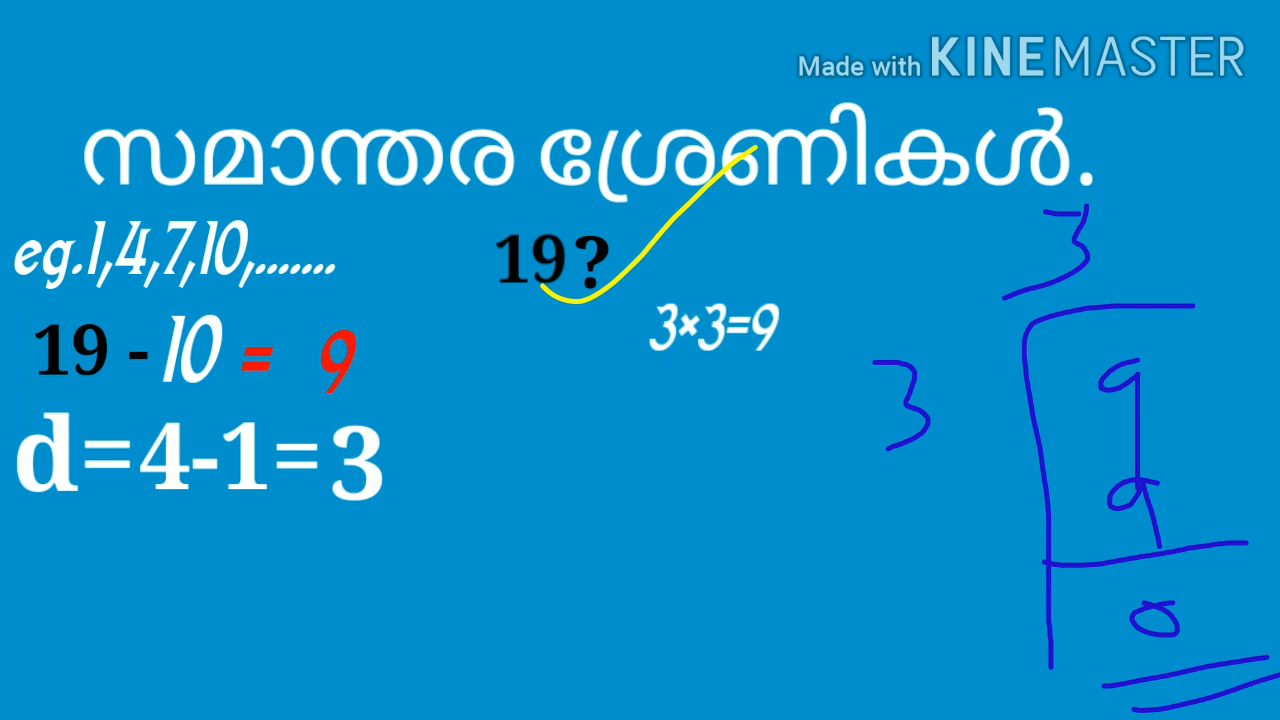 Made with KINEMASTER
സമാന്തര ശ്രേണികൾ.
eg.1,4,7,10,.......
19?
19 - 10 = 9
3×3=9
d=4-1=3
3
3
9
9
0